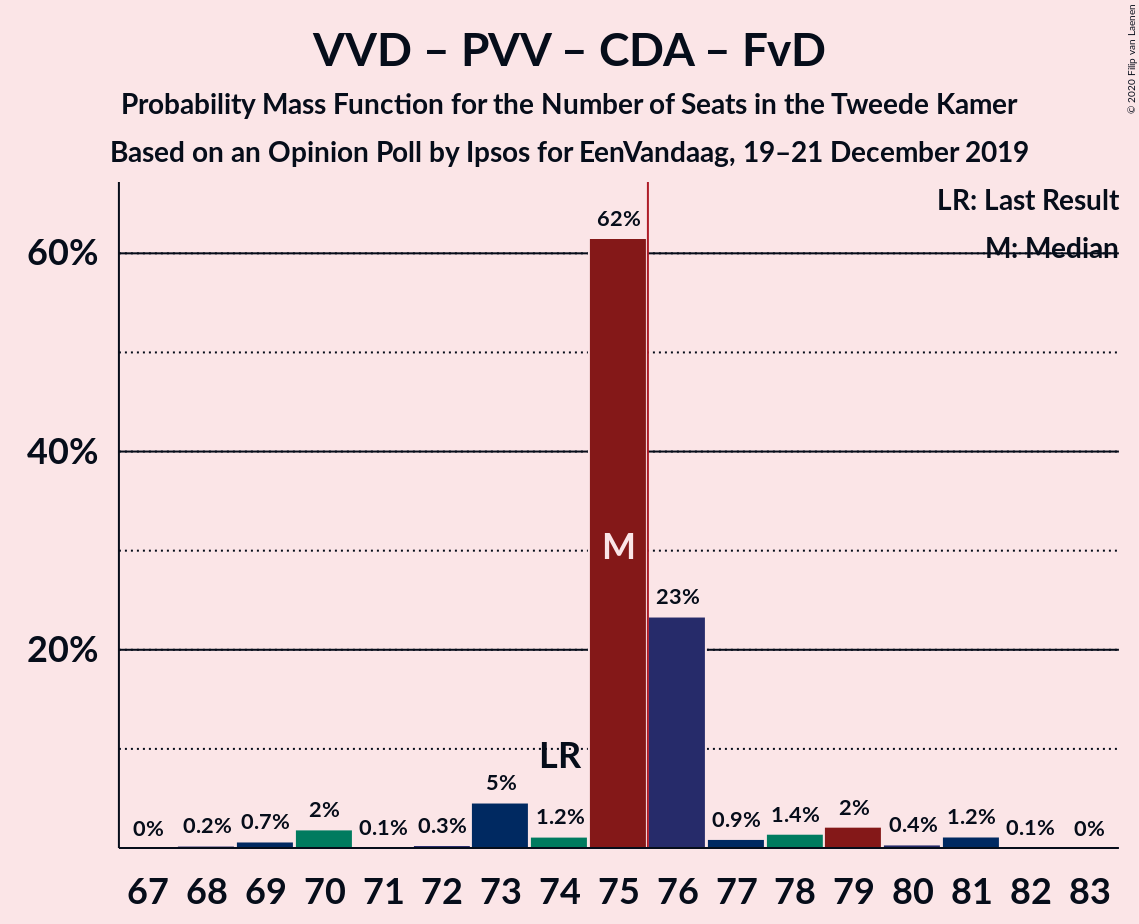 VVD – PVV – CDA – FvD
Probability Mass Function for the Number of Seats in the Tweede Kamer
Based on an Opinion Poll by Ipsos for EenVandaag, 19–21 December 2019
© 2020 Filip van Laenen
LR: Last Result
M: Median
60%
40%
20%
0% 0.2% 0.7% 2% 0.1% 0.3% 5% 1.2% 62% 23% 0.9% 1.4% 2% 0.4% 1.2% 0.1% 0%
LR
M
67 68 69 70 71 72 73 74 75 76 77 78 79 80 81 82 83